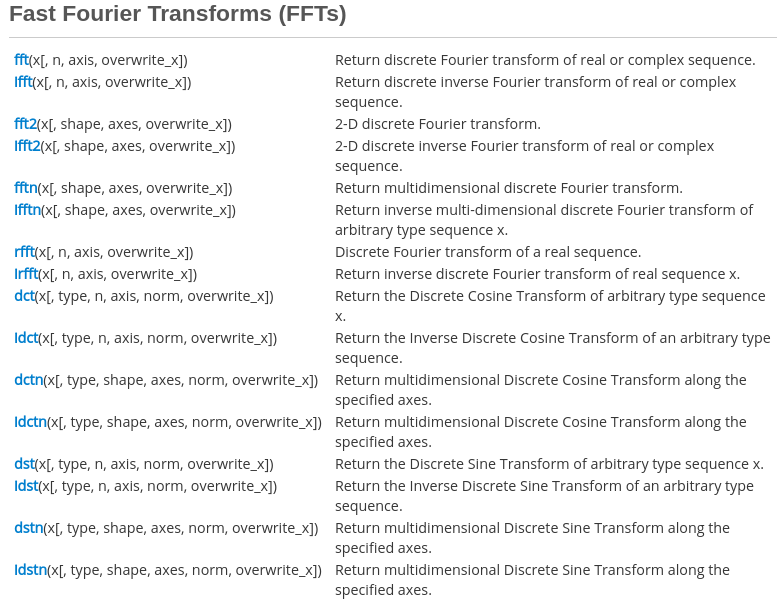 Fast Fourier Transforms (FFTs)
fft(x[, n, axis, overwrite_x]) Return discrete Fourier transform of real or complex sequence.
Ifft(x[, n, axis, overwrite_x]) Return discrete inverse Fourier transform of real or complex
sequence.
fft2(x[, shape, axes, overwrite_x]) 2-D discrete Fourier transform.
Ifft2(x[, shape, axes, overwrite_x]) 2-D discrete inverse Fourier transform of real or complex
sequence.
fftn(x[, shape, axes, overwrite_x]) Return multidimensional discrete Fourier transform.
Ifftn(x[, shape, axes, overwrite_x]) Return inverse multi-dimensional discrete Fourier transform of
arbitrary type sequence x.
rfft(x[, n, axis, overwrite_x]) Discrete Fourier transform of a real sequence.
Irfft(x[, n, axis, overwrite_x]) Return inverse discrete Fourier transform of real sequence x.
dct(x[, type, n, axis, norm, overwrite_x]) Return the Discrete Cosine Transform of arbitrary type sequence
x.
Idct(x[, type, n, axis, norm, overwrite_x]) Return the Inverse Discrete Cosine Transform of an arbitrary type
sequence.
dctn(x[, type, shape, axes, norm, overwrite_x]) Return multidimensional Discrete Cosine Transform along the
specified axes.
Idctn(x[, type, shape, axes, norm, overwrite_x]) Return multidimensional Discrete Cosine Transform along the
specified axes.
dst(x[, type, n, axis, norm, overwrite_x]) Return the Discrete Sine Transform of arbitrary type sequence x.
Idst(x[, type, n, axis, norm, overwrite_x]) Return the Inverse Discrete Sine Transform of an arbitrary type
sequence.
dstn(x[, type, shape, axes, norm, overwrite_x]) Return multidimensional Discrete Sine Transform along the
specified axes.
Idstn(x[, type, shape, axes, norm, overwrite_x]) Return multidimensional Discrete Sine Transform along the
specified axes.